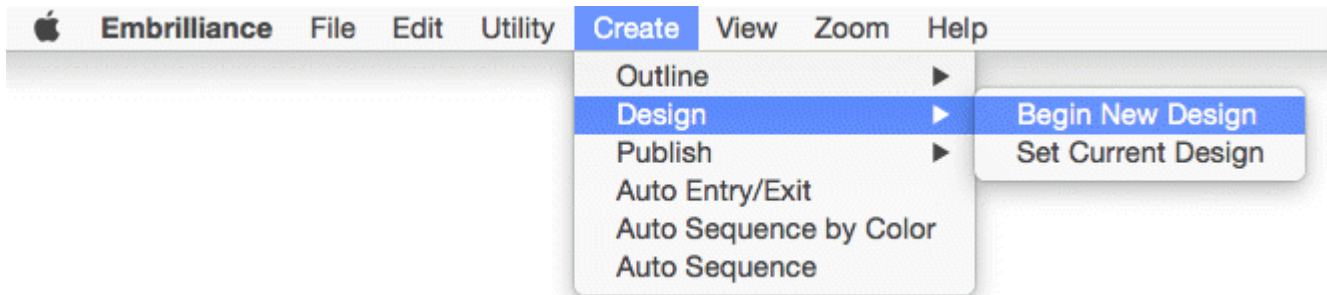 Embrilliance File Edit Utility Create View Zoom Help
Outline
Design
Begin New Design
Publish
Set Current Design
Auto Entry/Exit
Auto Sequence by Color
Auto Sequence